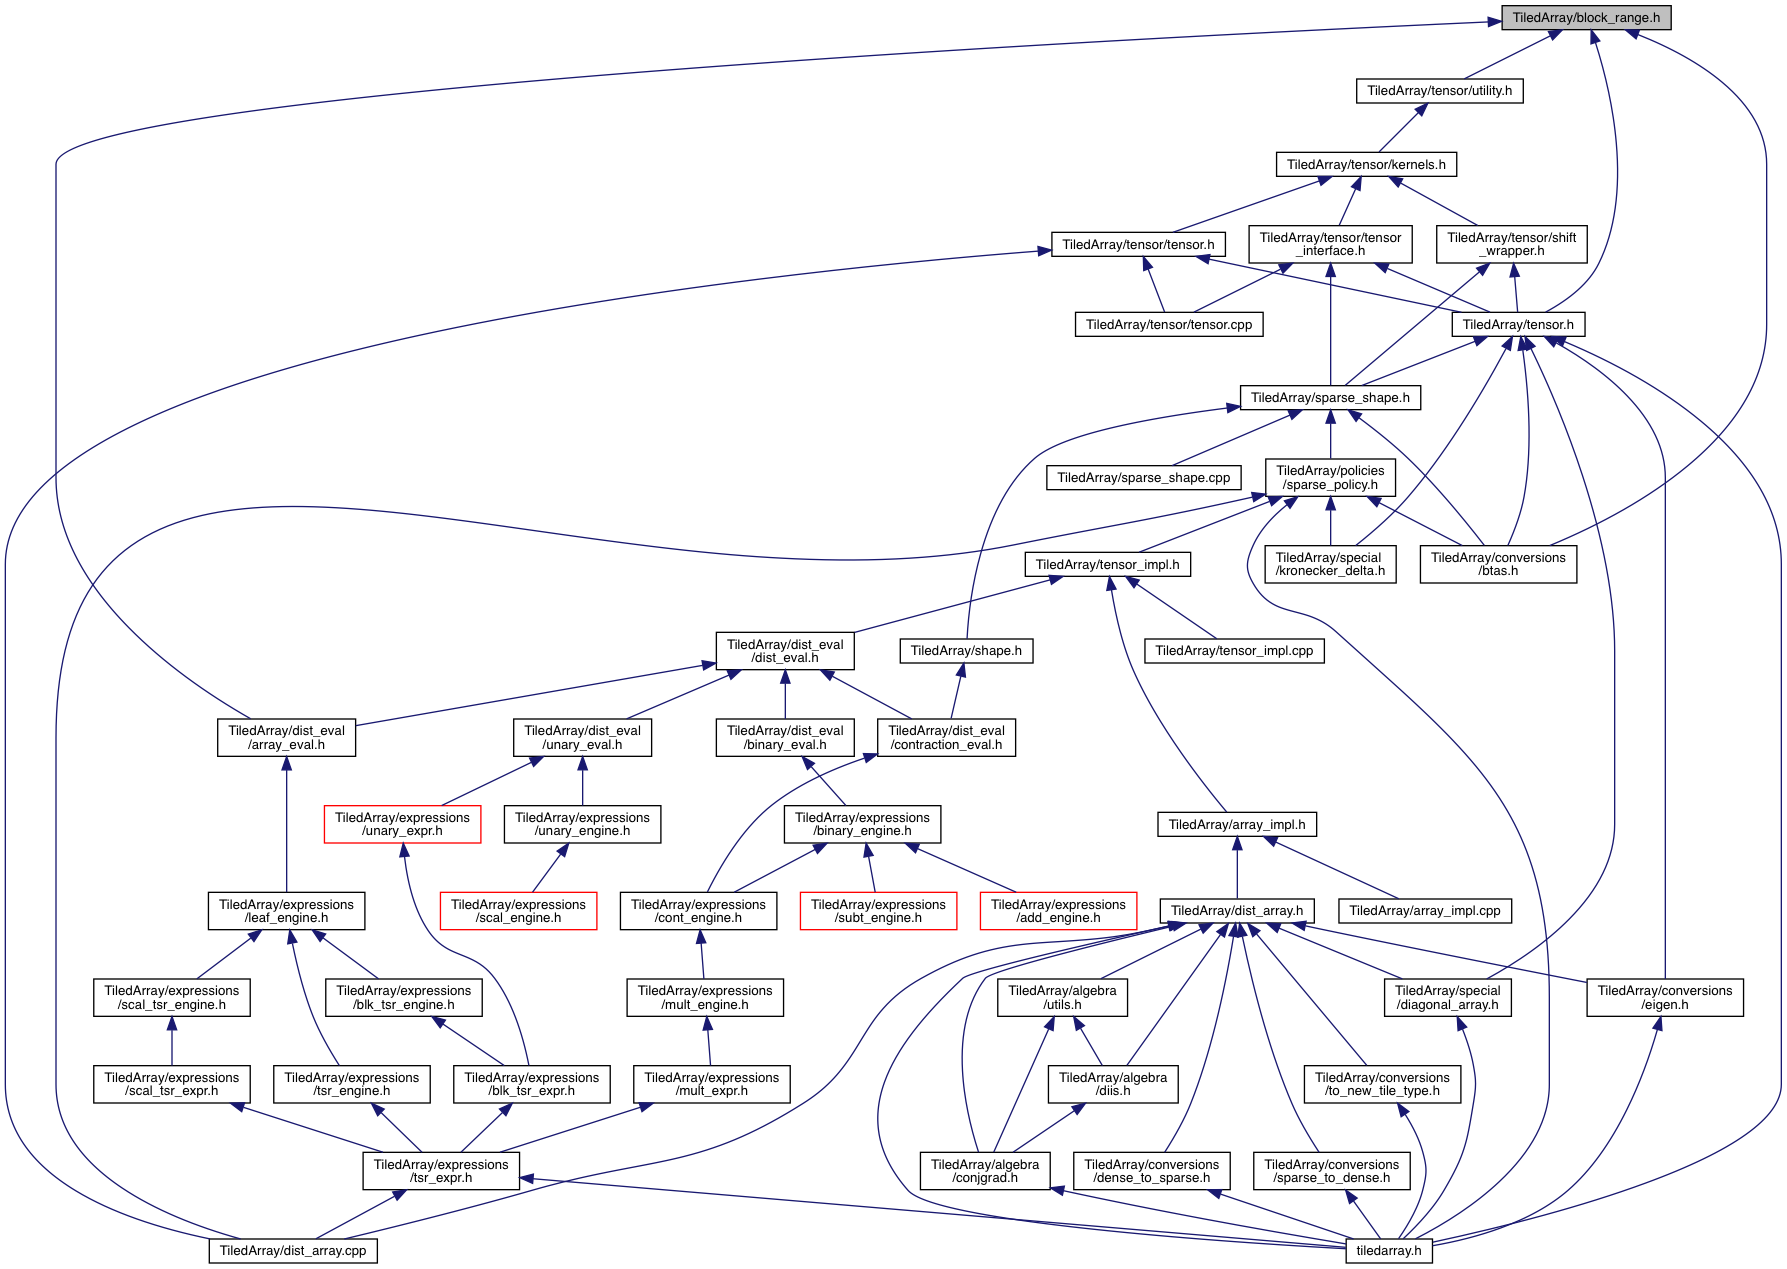 TiledArray/block_range.h
TiledArray/tensor/utility.h
TiledArray/tensor/kernels.h
TiledArray/tensor/tensor.h
TiledArray/tensor/tensor
_interface.h
TiledArray/tensor/shift
_wrapper.h
TiledArray/tensor/tensor.cpp
TiledArray/tensor.h
TiledArray/sparse_shape.h
TiledArray/sparse_shape.cpp
TiledArray/policies
/sparse_policy.h
TiledArray/tensor_impl.h
TiledArray/special
/kronecker_delta.h
TiledArray/conversions
/btas.h
TiledArray/dist_eval
/dist_eval.h
TiledArray/shape.h
TiledArray/tensor_impl.cpp
TiledArray/dist_eval
/array_eval.h
TiledArray/dist_eval
/unary_eval.h
TiledArray/dist_eval
/binary_eval.h
TiledArray/dist_eval
/contraction_eval.h
TiledArray/expressions
/unary_expr.h
TiledArray/expressions
/unary_engine.h
TiledArray/expressions
/binary_engine.h
TiledArray/array_impl.h
TiledArray/expressions
/leaf_engine.h
TiledArray/expressions
/scal_engine.h
TiledArray/expressions
/cont_engine.h
TiledArray/expressions
/subt_engine.h
TiledArray/expressions
/add_engine.h
TiledArray/dist_array.h
TiledArray/array_impl.cpp
TiledArray/expressions
/scal_tsr_engine.h
TiledArray/expressions
/blk_tsr_engine.h
TiledArray/expressions
/mult_engine.h
TiledArray/algebra
/utils.h
TiledArray/special
/diagonal_array.h
TiledArray/conversions
/eigen.h
TiledArray/expressions
/scal_tsr_expr.h
TiledArray/expressions
/tsr_engine.h
TiledArray/expressions
/blk_tsr_expr.h
TiledArray/expressions
/mult_expr.h
TiledArray/algebra
/diis.h
TiledArray/conversions
/to_new_tile_type.h
TiledArray/expressions
/tsr_expr.h
TiledArray/algebra
/conjgrad.h
TiledArray/conversions
/dense_to_sparse.h
TiledArray/conversions
/sparse_to_dense.h
TiledArray/dist_array.cpp
tiledarray.h